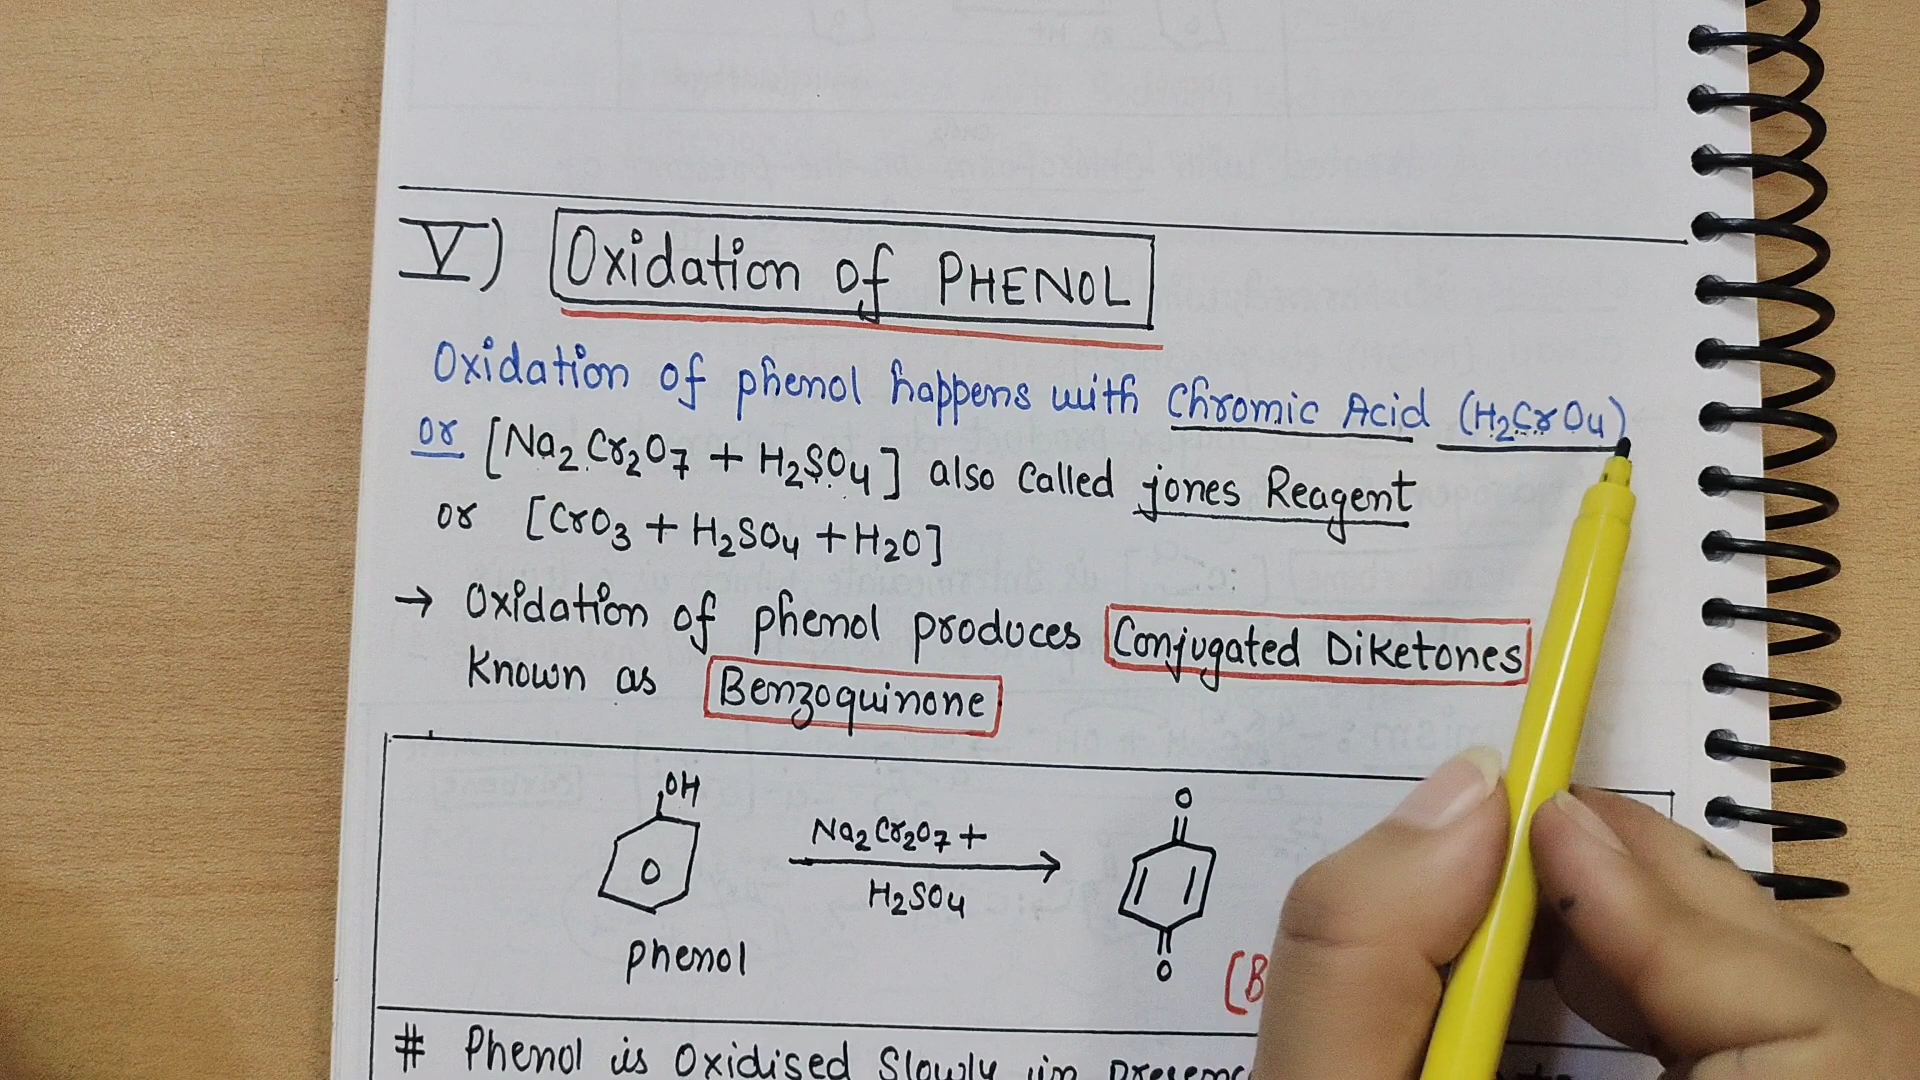 V) Oxidation of PHENOL
Oxidation of phenol happens with Chromic Acid (H2CrO4)
or [Na2Cr2O7 + H2SO4] also called jones Reagent
or [CrO3 + H2SO4 + H2O]
→ Oxidation of phenol produces Conjugated Diketones
Known as Benzoquinone
OH
O
Na2Cr2O7 +
H2SO4
O
phenol
O
[B
# Phenol is Oxidised Slowly in